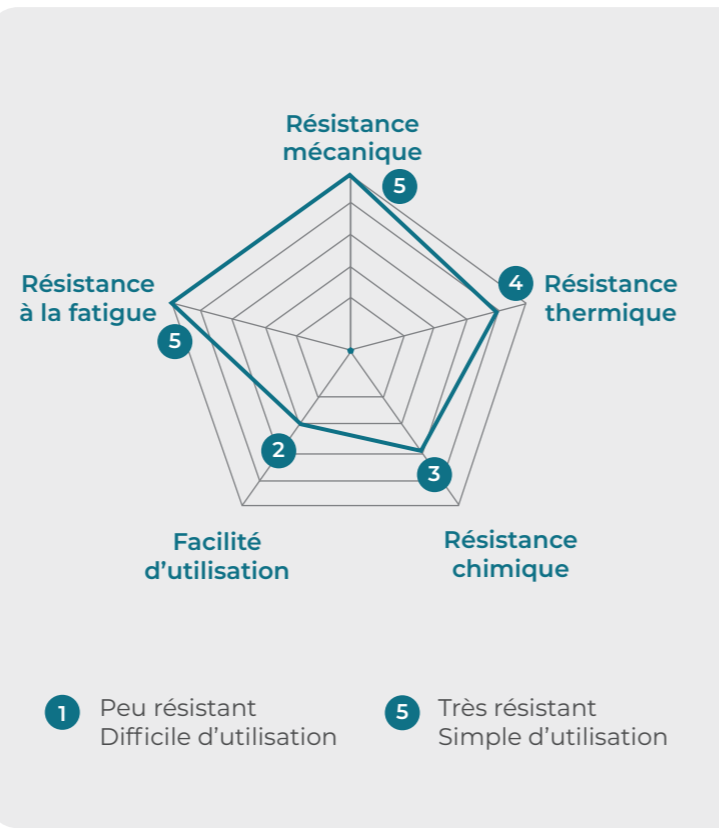 Résistance
mécanique
5
4
Résistance
thermique
Résistance
à la fatigue
5
2
3
Facilité
d’utilisation
Résistance
chimique
1
Peu résistant
Difficile d’utilisation
5
Très résistant
Simple d’utilisation